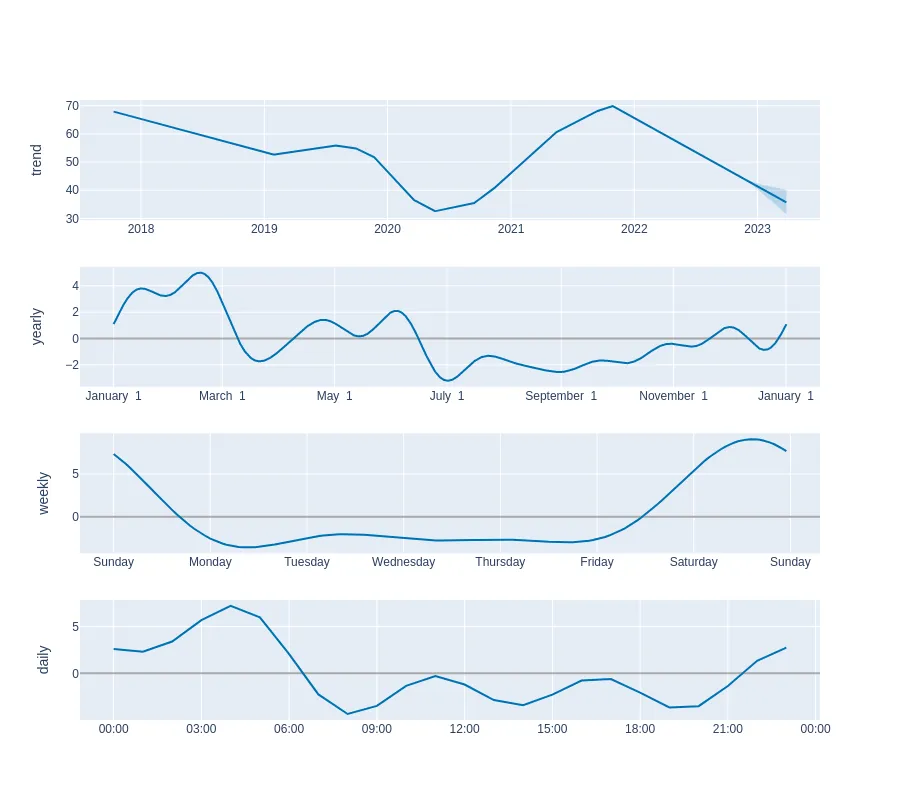 trend
70
60
50
40
30
2018 2019 2020 2021 2022 2023
yearly
4
2
0
−2
January 1 March 1 May 1 July 1 September 1 November 1 January 1
weekly
5
0
Sunday Monday Tuesday Wednesday Thursday Friday Saturday Sunday
daily
5
0
00:00 03:00 06:00 09:00 12:00 15:00 18:00 21:00 00:00